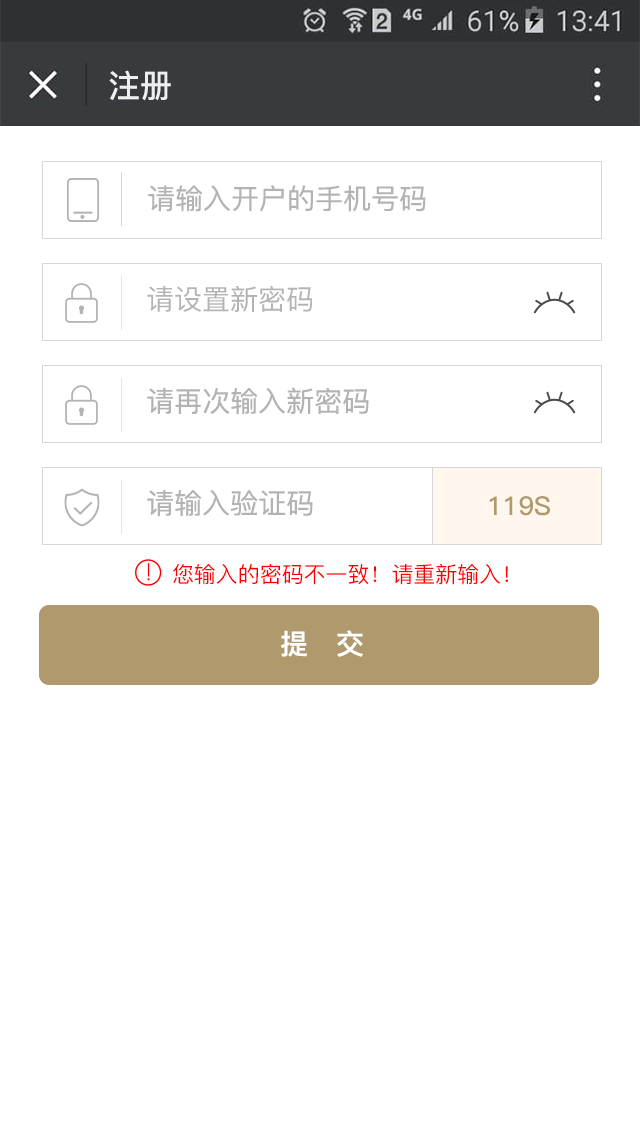 2 4G 61% 13:41
注册
请输入开户的手机号码
请设置新密码
请再次输入新密码
请输入验证码 119S
您输入的密码不一致！请重新输入！
提 交